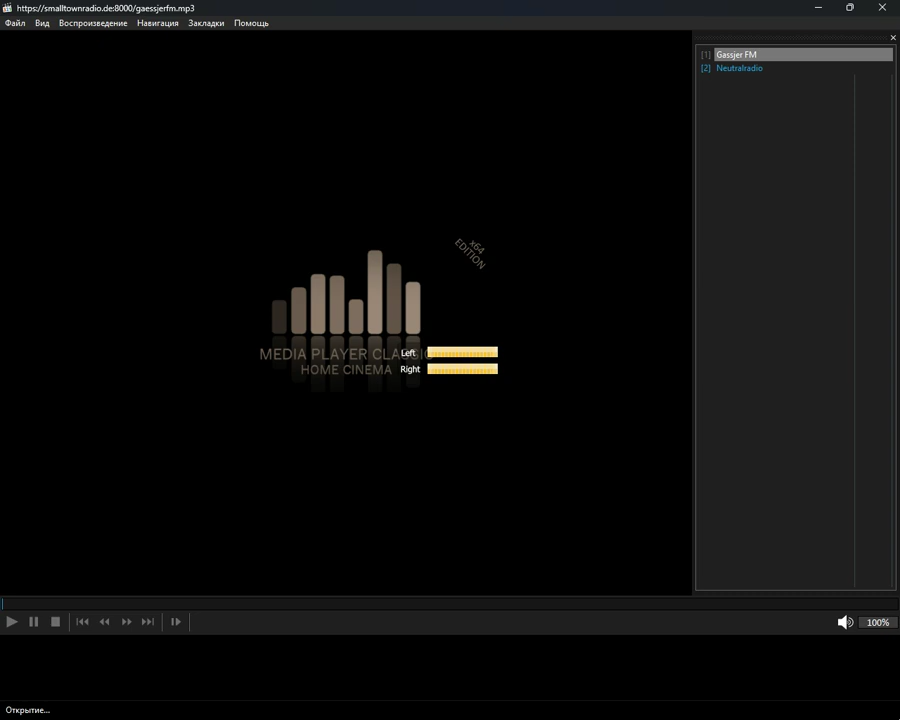 https://smalltownradio.de:8000/gaessjerfm.mp3
Файл Вид Воспроизведение Навигация Закладки Помощь
[1] Gassjer FM
[2] Neutralradio
x64
EDITION
MEDIA PLAYER CLASSIC
HOME CINEMA
Left
Right
100%
Открытие...